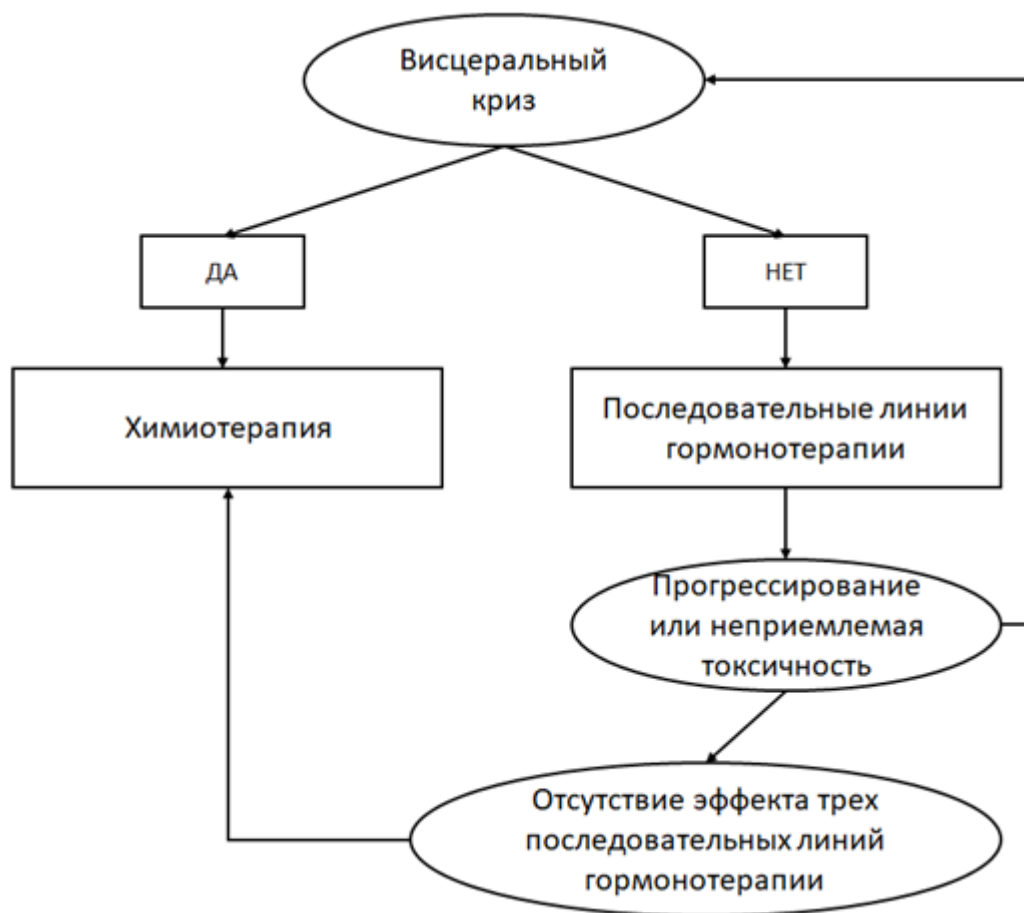 Висцеральный
криз
ДА
НЕТ
Химиотерапия
Последовательные линии
гормонотерапии
Прогрессирование
или неприемлемая
токсичность
Отсутствие эффекта трех
последовательных линий
гормонотерапии